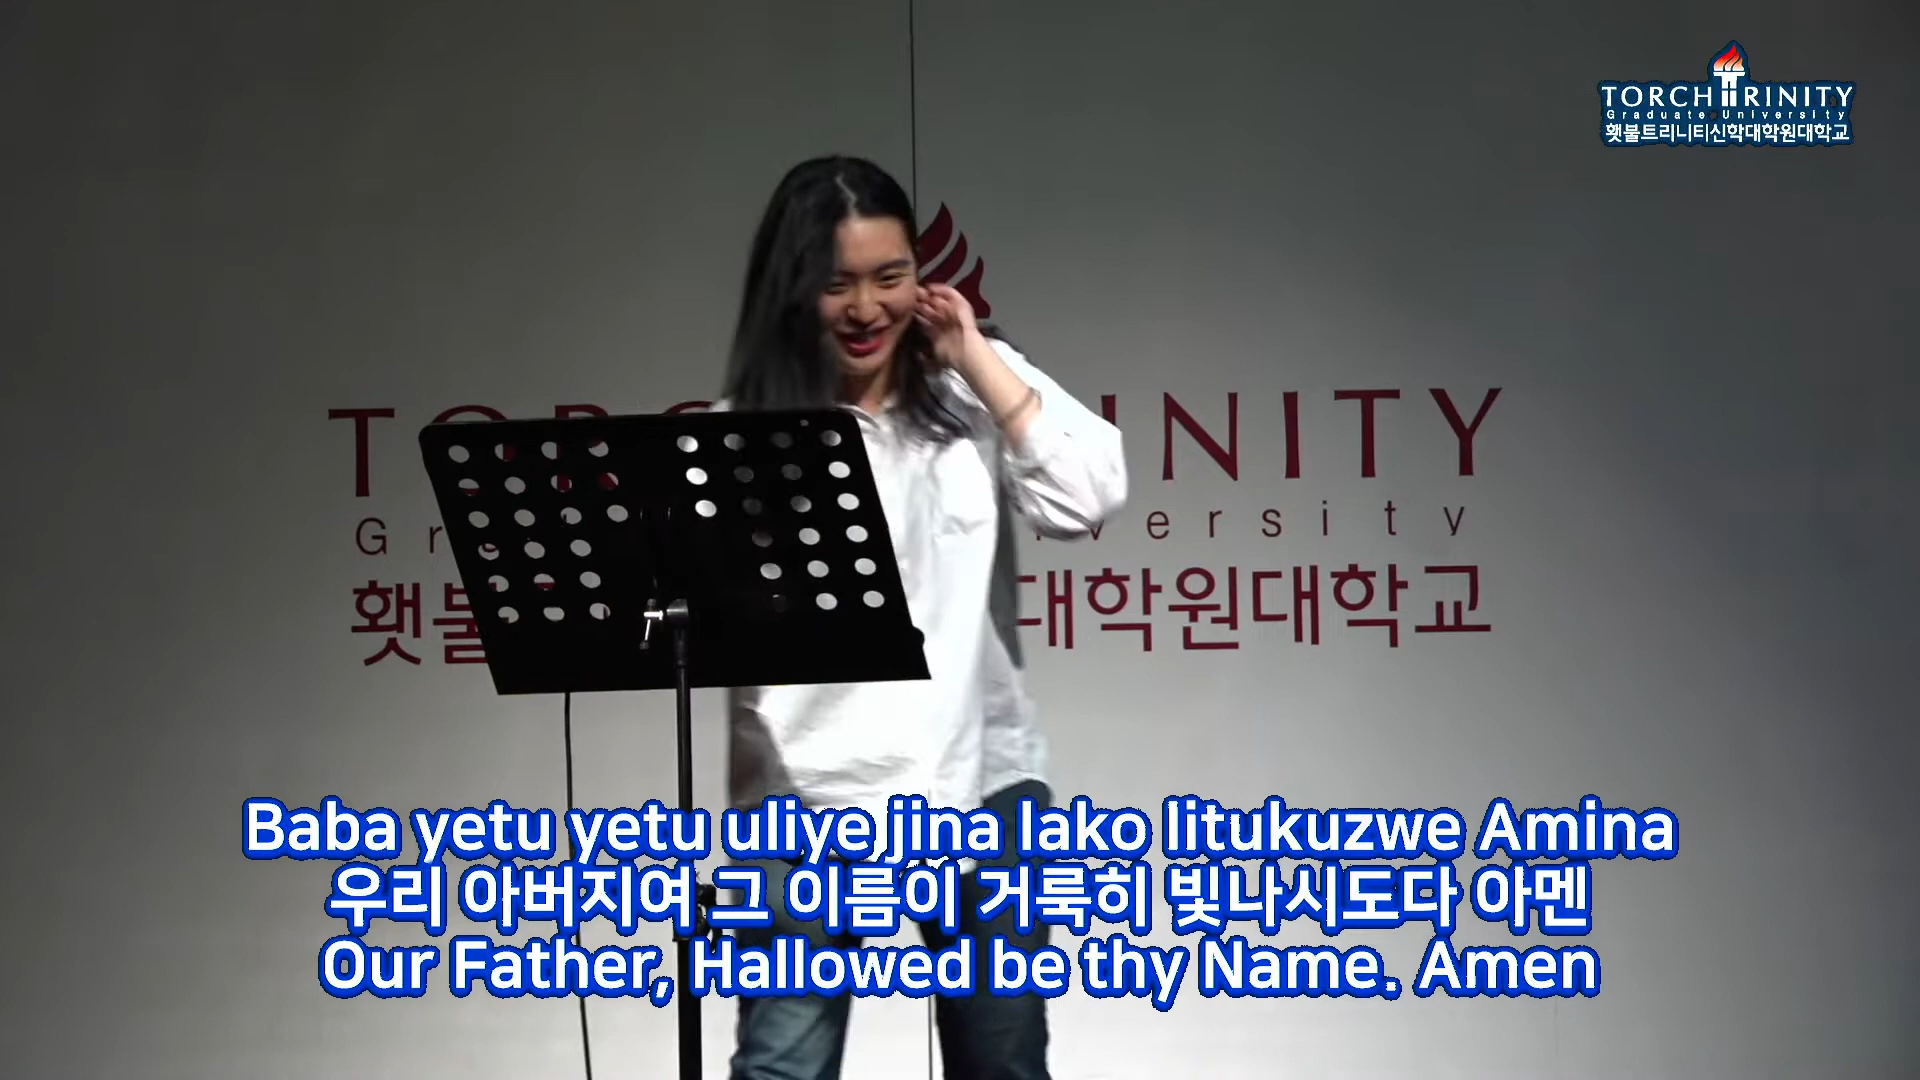 TORCH TRINITY
Graduate University
횃불트리니티신학대학원대학교
INITY
versity
횃불
대학원대학교
Baba yetu yetu uliye jina lako litukuzwe Amina
우리 아버지여 그 이름이 거룩히 빛나시도다 아멘
Our Father, Hallowed be thy Name. Amen